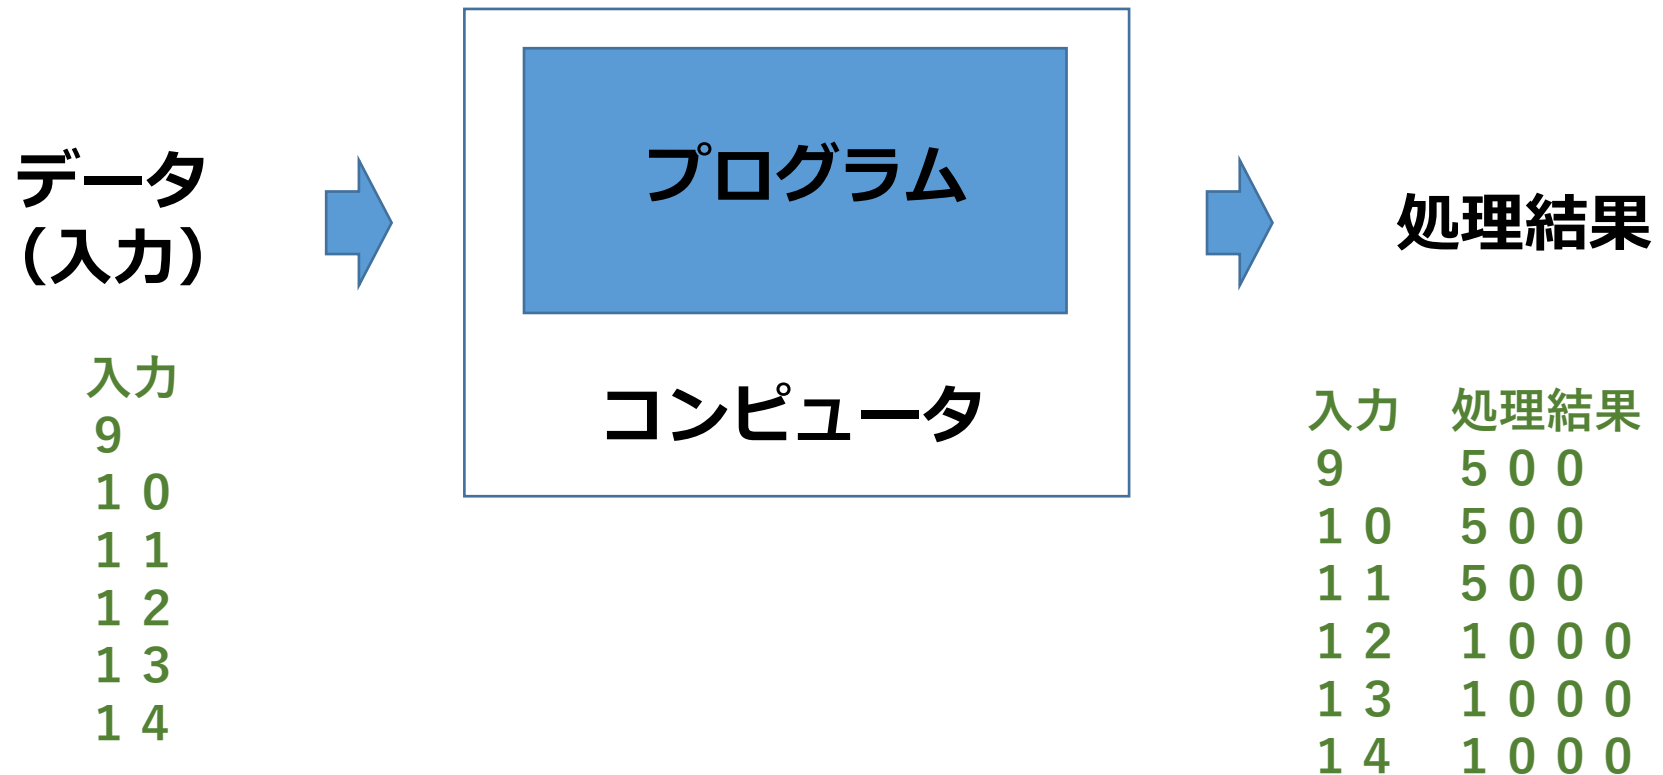 データ
（入力）
入力
9
１０
１１
１２
１３
１４
プログラム
コンピュータ
処理結果
入力　処理結果
9　５００
１０　５００
１１　５００
１２　１０００
１３　１０００
１４　１０００